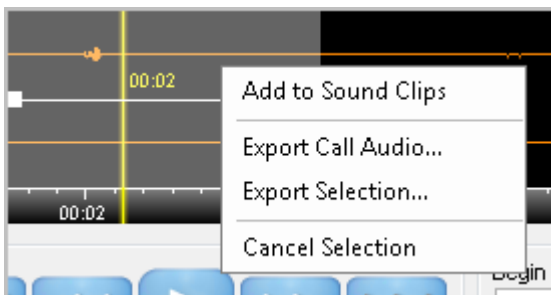 00:02
Add to Sound Clips
Export Call Audio...
Export Selection...
00:02
Cancel Selection
Begin